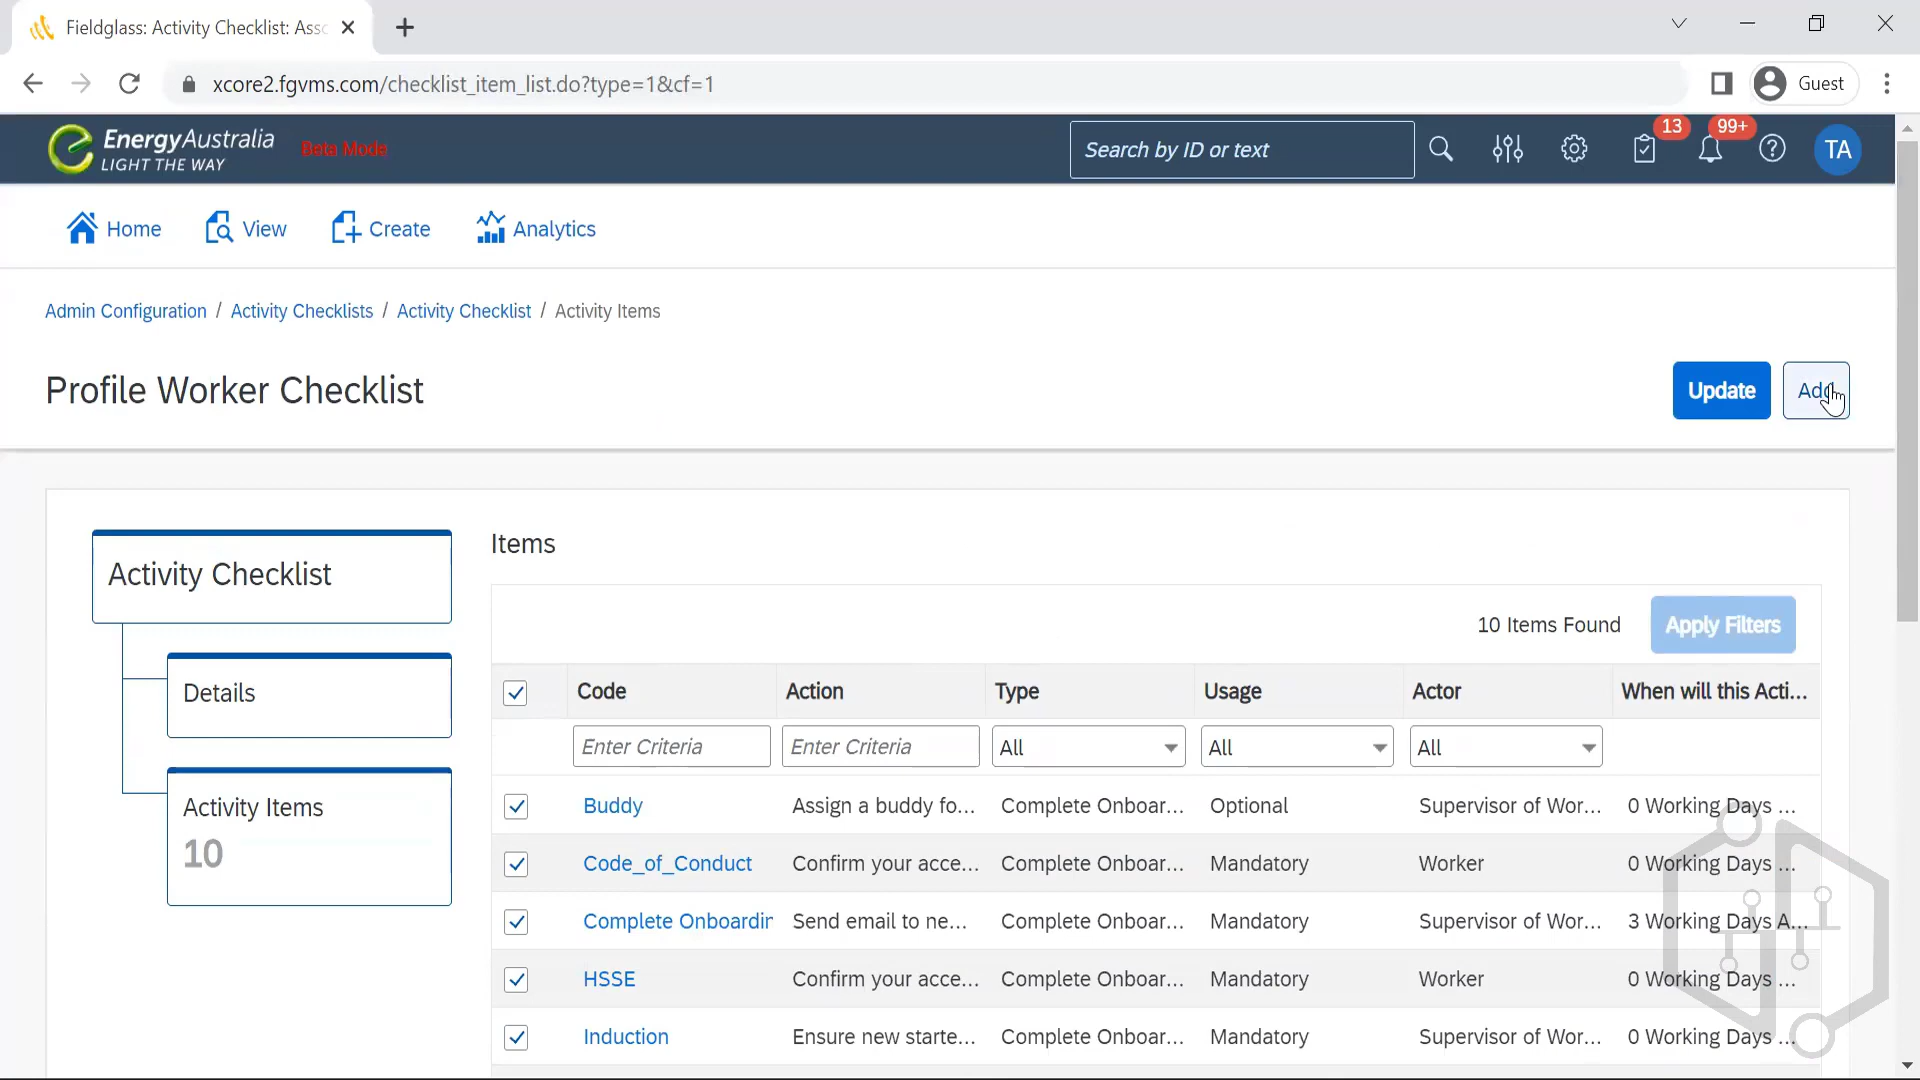 Fieldglass: Activity Checklist: Asso
xcore2.fgvms.com/checklist_item_list.do?type=1&cf=1
Guest
EnergyAustralia
LIGHT THE WAY
Beta Mode
Search by ID or text
13
99+
TA
Home
View
Create
Analytics
Admin Configuration / Activity Checklists / Activity Checklist / Activity Items
Profile Worker Checklist
Update
Add
Activity Checklist
Details
Activity Items
10
Items
10 Items Found
Apply Filters
Code Action Type Usage Actor When will this Acti...
Enter Criteria Enter Criteria All All All
Buddy Assign a buddy fo... Complete Onboar... Optional Supervisor of Wor... 0 Working Days ...
Code_of_Conduct Confirm your acce... Complete Onboar... Mandatory Worker 0 Working Days ...
Complete Onboardin Send email to ne... Complete Onboar... Mandatory Supervisor of Wor... 3 Working Days A...
HSSE Confirm your acce... Complete Onboar... Mandatory Worker 0 Working Days ...
Induction Ensure new starte... Complete Onboar... Mandatory Supervisor of Wor... 0 Working Days ...